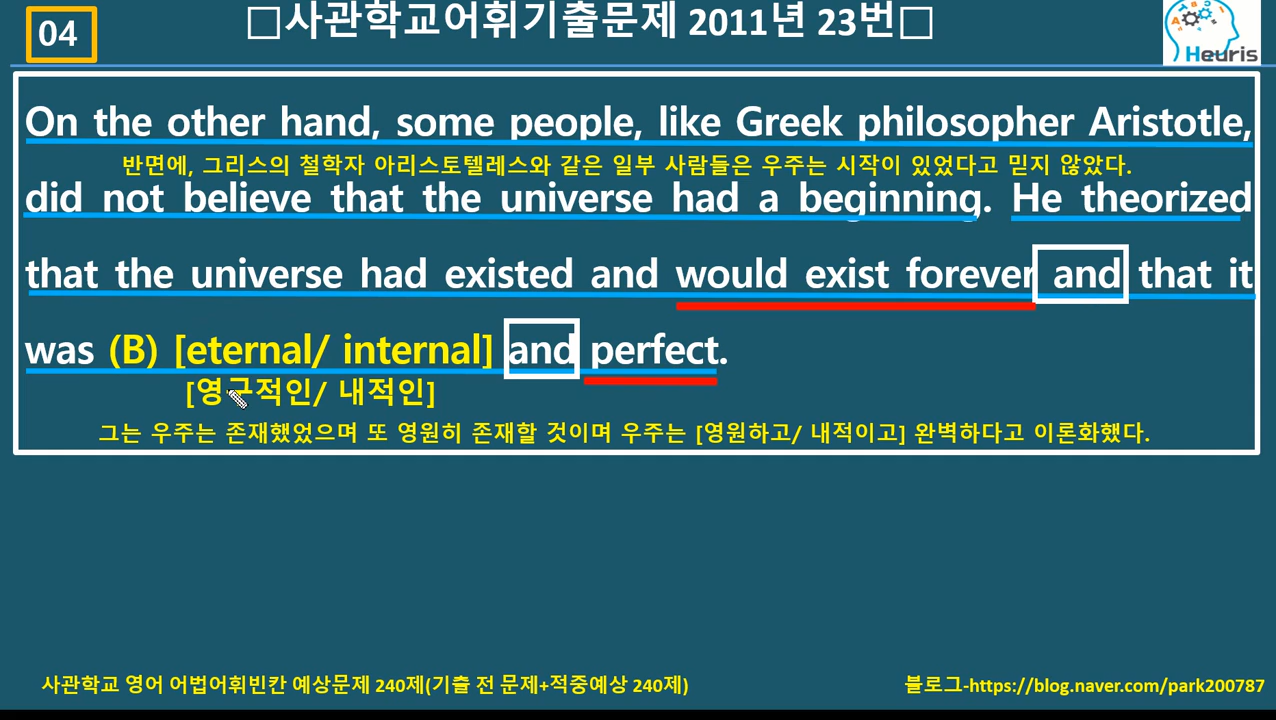 04
□사관학교어휘기출문제 2011년 23번□
Heuris
On the other hand, some people, like Greek philosopher Aristotle,
반면에, 그리스의 철학자 아리스토텔레스와 같은 일부 사람들은 우주는 시작이 있었다고 믿지 않았다.
did not believe that the universe had a beginning. He theorized
that the universe had existed and would exist forever and that it
was (B) [eternal/ internal] and perfect.
[영구적인/ 내적인]
그는 우주는 존재했었으며 또 영원히 존재할 것이며 우주는 [영원하고/ 내적이고] 완벽하다고 이론화했다.
사관학교 영어 어법어휘빈칸 예상문제 240제(기출 전 문제+적중예상 240제)
블로그-https://blog.naver.com/park200787